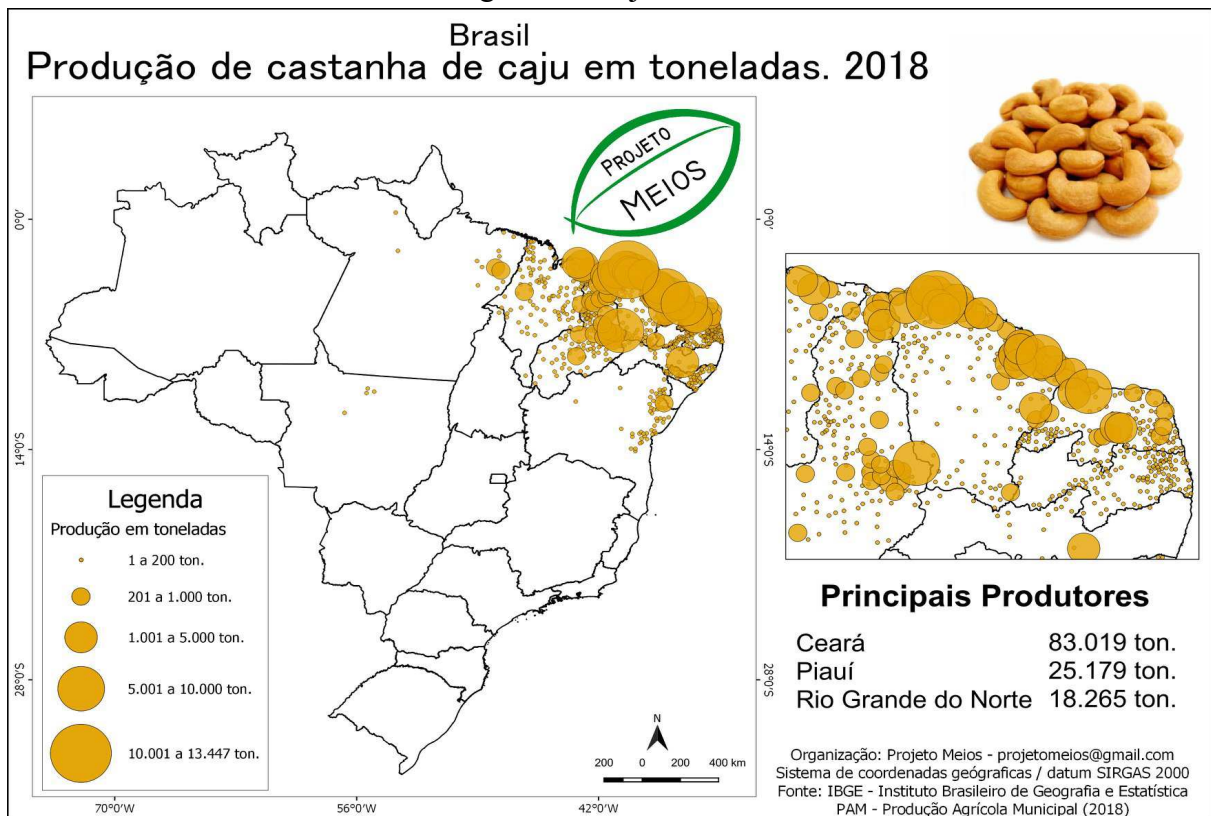 Brasil
Produção de castanha de caju em toneladas. 2018
PROJETO
MEIOS
0°0'
0°0'
14°0'S
14°0'S
28°0'S
28°0'S
Legenda
Produção em toneladas
1 a 200 ton.
201 a 1.000 ton.
1.001 a 5.000 ton.
5.001 a 10.000 ton.
10.001 a 13.447 ton.
N
200 0 200 400 km
70°0'W 56°0'W 42°0'W
Principais Produtores
Ceará 83.019 ton.
Piauí 25.179 ton.
Rio Grande do Norte 18.265 ton.
Organização: Projeto Meios - projetomeios@gmail.com
Sistema de coordenadas geógraficas / datum SIRGAS 2000
Fonte: IBGE - Instituto Brasileiro de Geografia e Estatística
PAM - Produção Agrícola Municipal (2018)